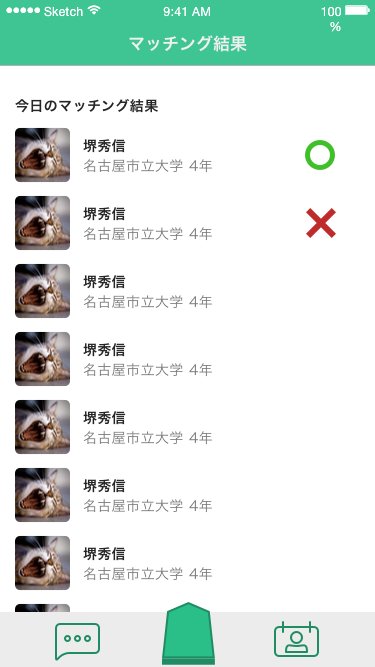 Sketch 9:41 AM 100
%
マッチング結果
今日のマッチング結果
堺秀信
名古屋市立大学 4年
堺秀信
名古屋市立大学 4年
堺秀信
名古屋市立大学 4年
堺秀信
名古屋市立大学 4年
堺秀信
名古屋市立大学 4年
堺秀信
名古屋市立大学 4年
堺秀信
名古屋市立大学 4年